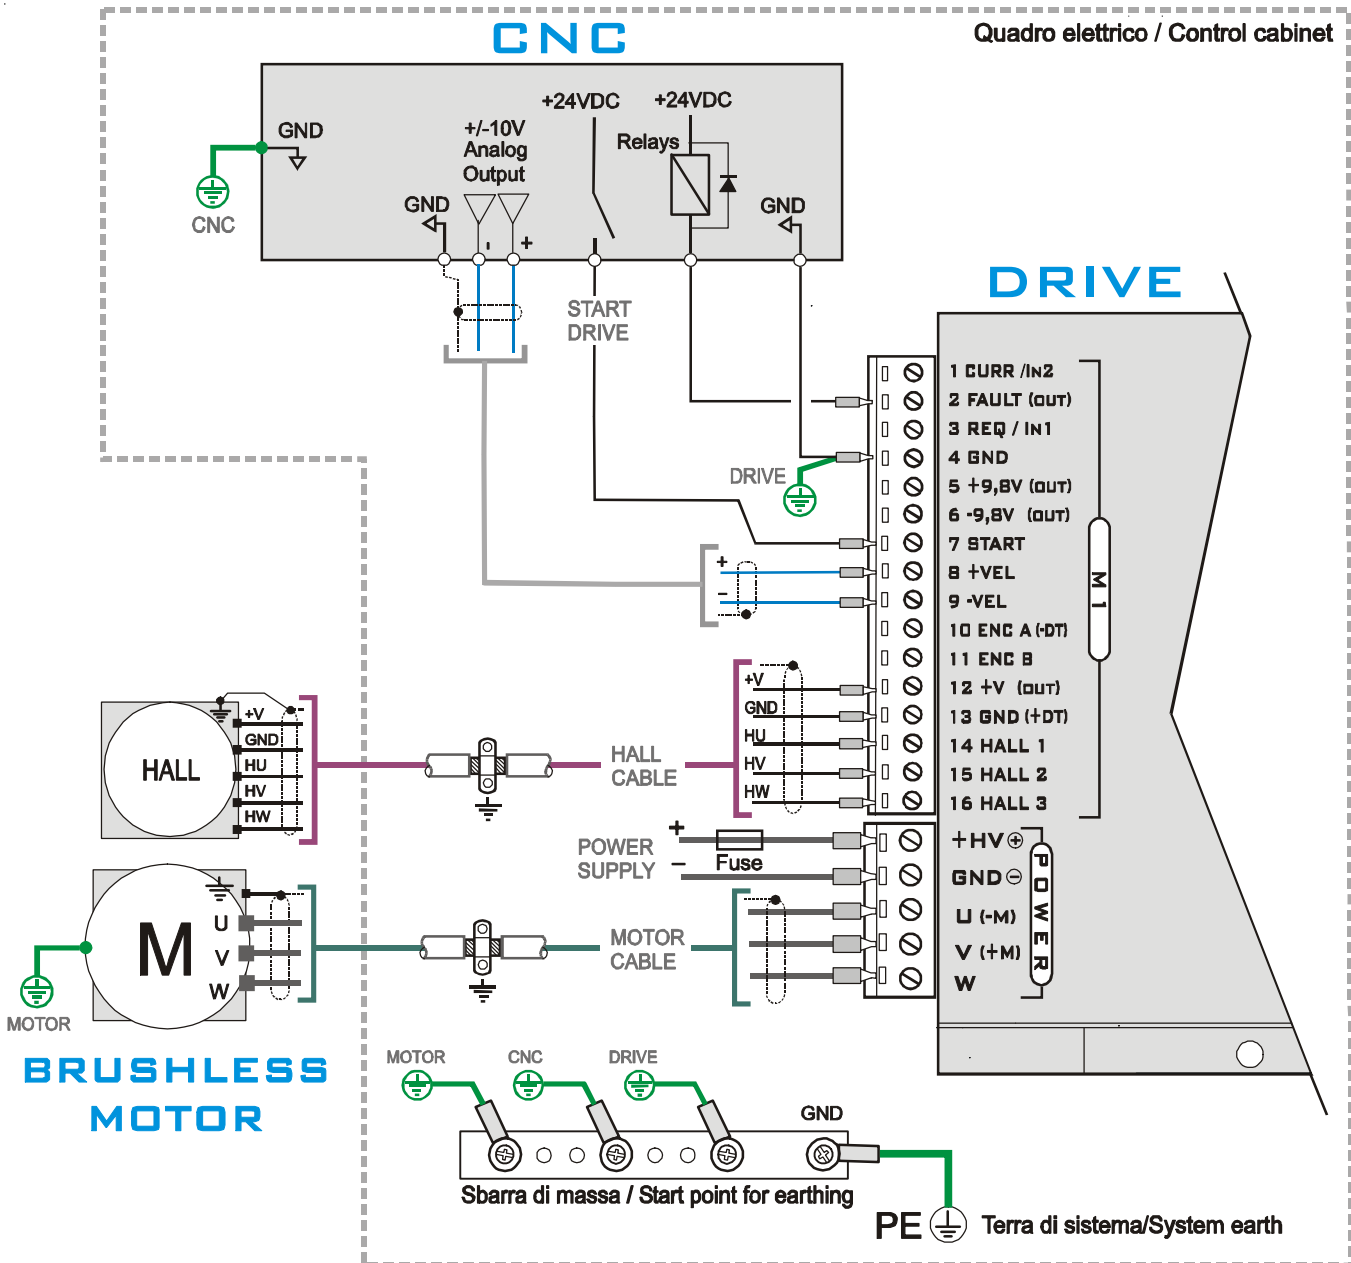 CNC
Quadro elettrico / Control cabinet
+24VDC
+24VDC
GND
+/-10V
Analog
Output
Relays
GND
GND
CNC
-
+
START
DRIVE
DRIVE
1 CURR /IN2
2 FAULT (OUT)
3 REQ / IN1
4 GND
5 +9,8V (OUT)
6 -9,8V (OUT)
7 START
8 +VEL
9 -VEL
10 ENC A (-DT)
11 ENC B
12 +V (OUT)
13 GND (+DT)
14 HALL 1
15 HALL 2
16 HALL 3
M 1
DRIVE
+
−
HALL
+V
GND
HU
HV
HW
HALL
CABLE
+V
GND
HU
HV
HW
POWER
SUPPLY
+
−
Fuse
+HV⊕
GND⊖
U (-M)
V (+M)
W
POWER
M
U
V
W
MOTOR
CABLE
MOTOR
BRUSHLESS
MOTOR
MOTOR
CNC
DRIVE
GND
Sbarra di massa / Start point for earthing
PE
Terra di sistema/System earth